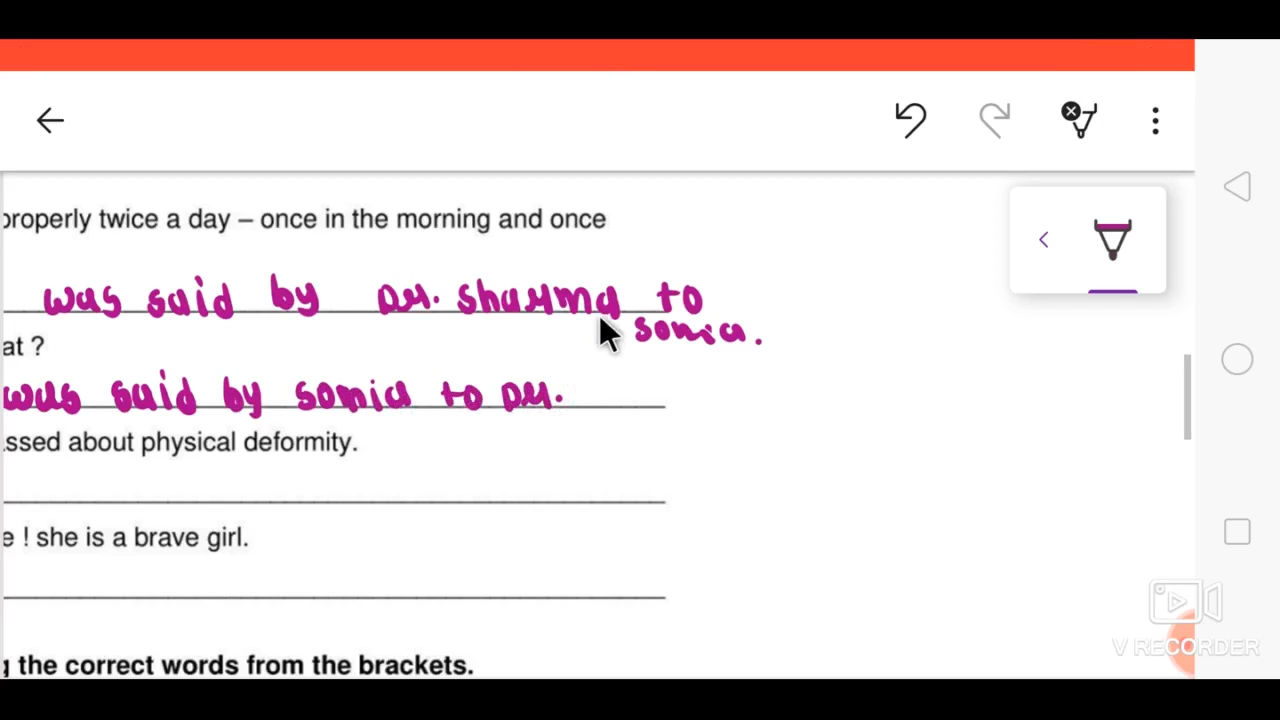 properly twice a day – once in the morning and once
was said by Dr. Sharma to
sonia.
at ?
was said by sonia to Dr.
assed about physical deformity.
e ! she is a brave girl.
g the correct words from the brackets.
V RECORDER